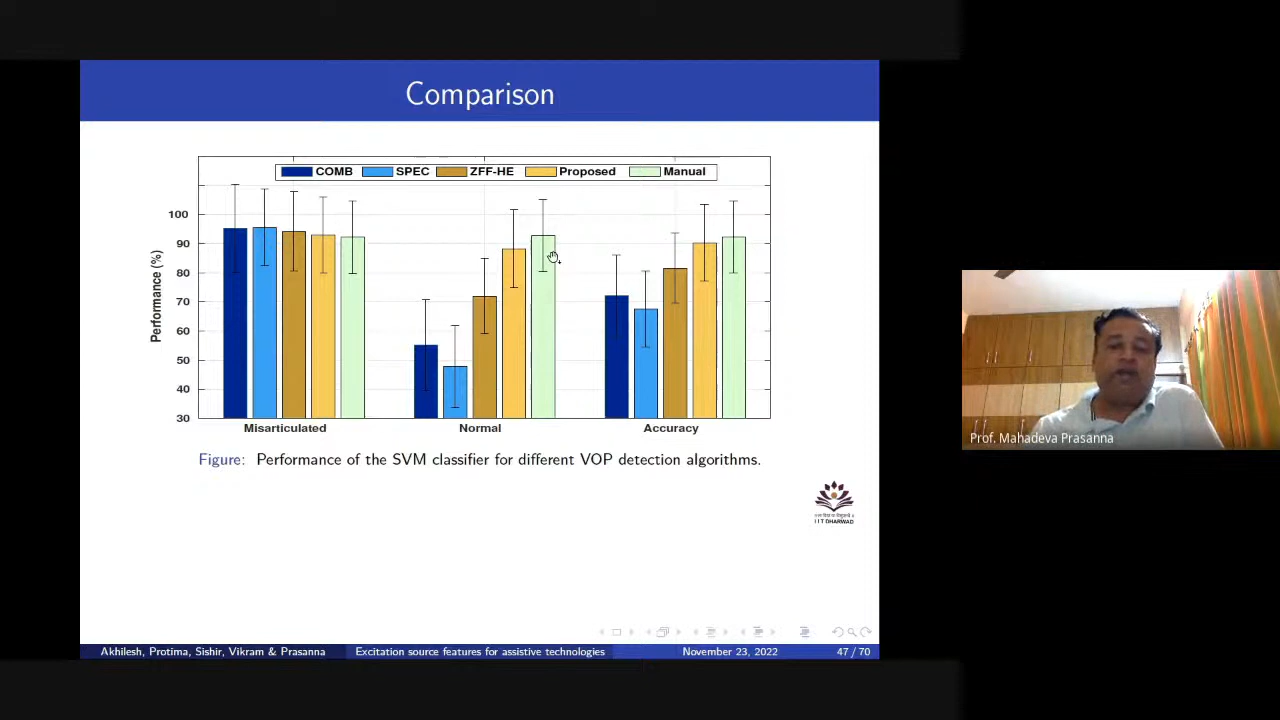 Comparison
COMB SPEC ZFF-HE Proposed Manual
Performance (%)
100
90
80
70
60
50
40
30
Misarticulated Normal Accuracy
Figure: Performance of the SVM classifier for different VOP detection algorithms.
IIT DHARWAD
Prof. Mahadeva Prasanna
Akhilesh, Protima, Sishir, Vikram & Prasanna Excitation source features for assistive technologies November 23, 2022 47 / 70